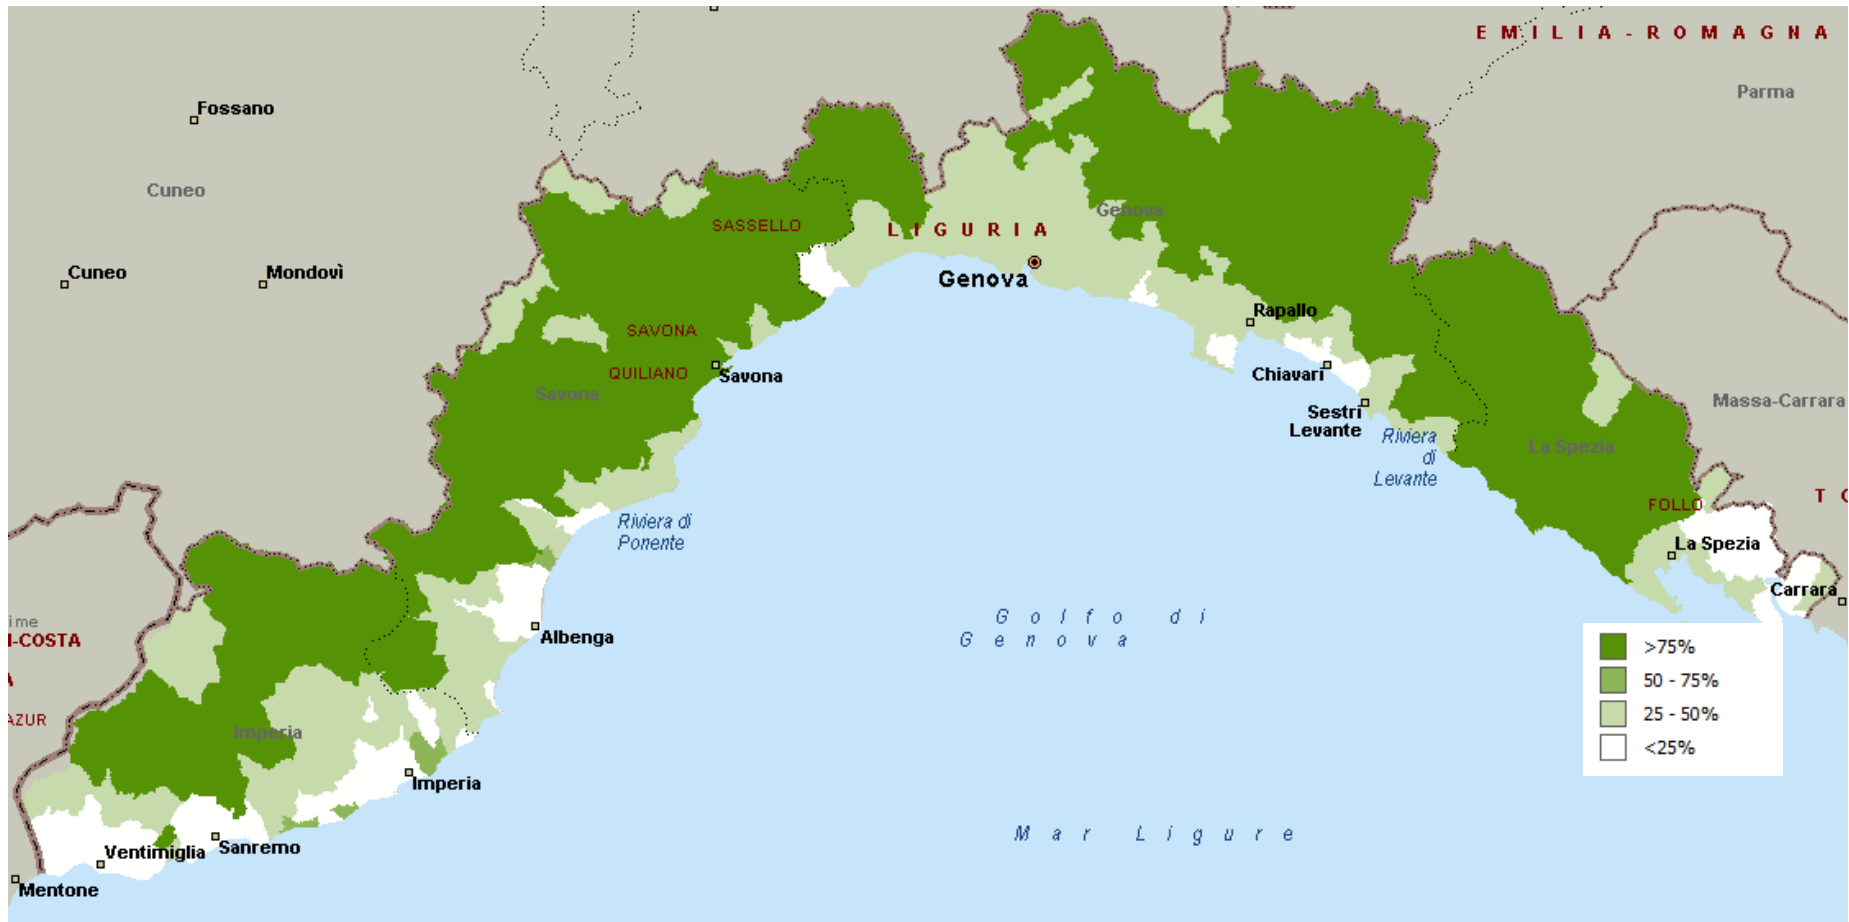 EMILIA-ROMAGNA
Parma
Fossano
Cuneo
SASSELLO
LIGURIA
Genova
Cuneo
Mondovì
Genova
Rapallo
SAVONA
QUILIANO
Savona
Savona
Chiavari
Sestri
Levante
Riviera
di
Levante
Massa-Carrara
La Spezia
FOLLO
La Spezia
Carrara
Riviera di
Ponente
Albenga
Golfo di
Genova
-COSTA
AZUR
Imperia
Imperia
Ventimiglia
Sanremo
Mentone
Mar Ligure
>75%
50 - 75%
25 - 50%
<25%